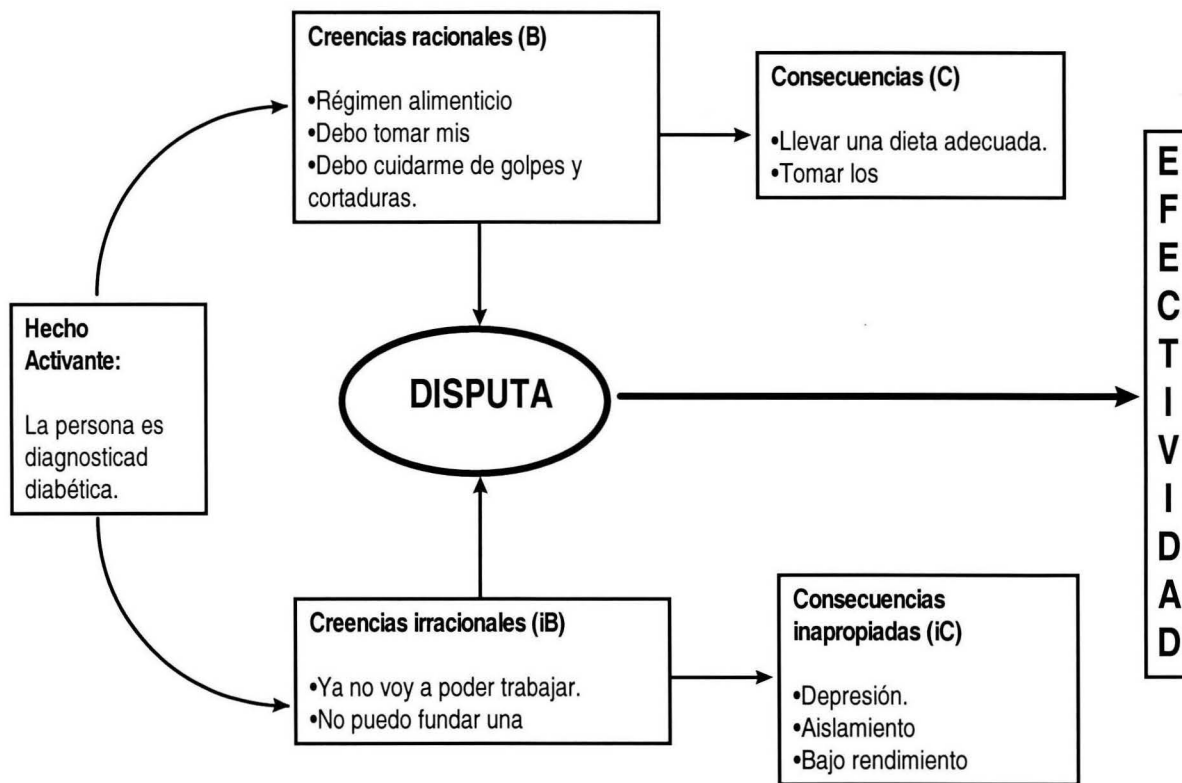 Creencias racionales (B)
•Régimen alimenticio
•Debo tomar mis
•Debo cuidarme de golpes y
cortaduras.
Consecuencias (C)
•Llevar una dieta adecuada.
•Tomar los
Hecho
Activante:
La persona es
diagnosticad
diabética.
DISPUTA
EFECTIVIDAD
Creencias irracionales (iB)
•Ya no voy a poder trabajar.
•No puedo fundar una
Consecuencias
inapropiadas (iC)
•Depresión.
•Aislamiento
•Bajo rendimiento